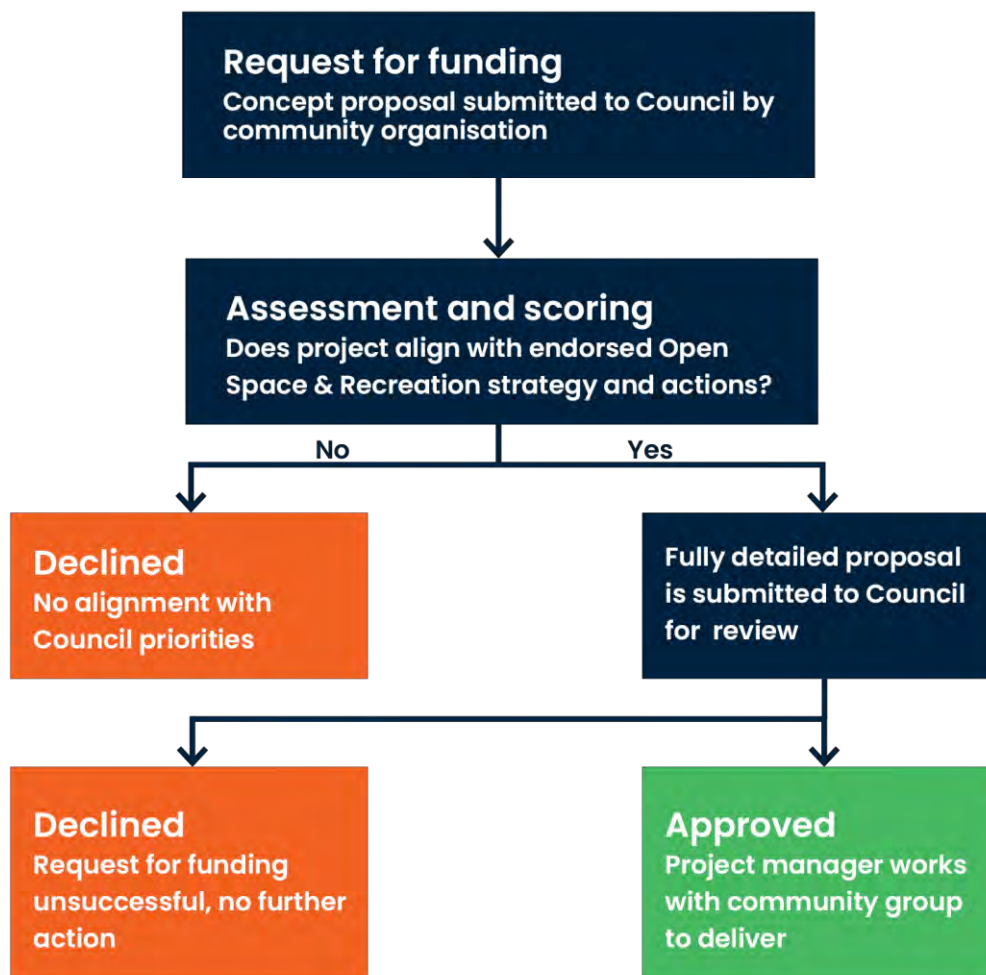 Request for funding
Concept proposal submitted to Council by
community organisation
Assessment and scoring
Does project align with endorsed Open
Space & Recreation strategy and actions?
No
Yes
Declined
No alignment with
Council priorities
Fully detailed proposal
is submitted to Council
for review
Declined
Request for funding
unsuccessful, no further
action
Approved
Project manager works
with community group
to deliver